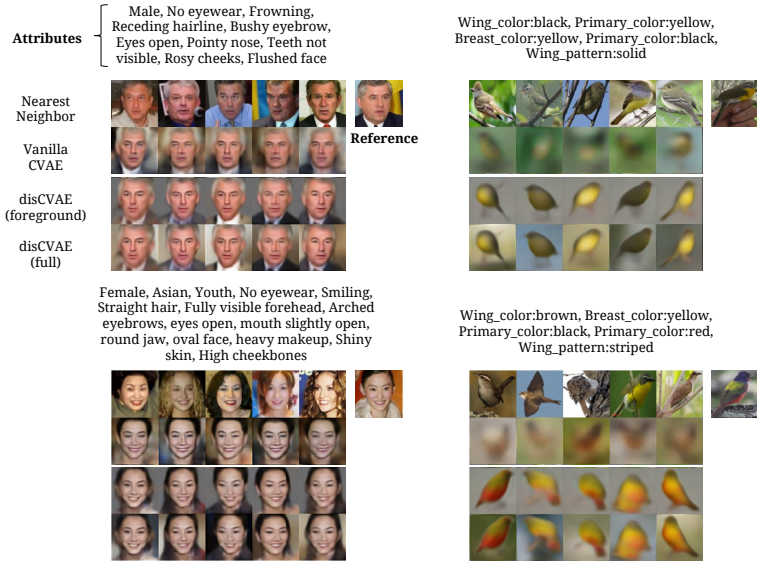 Attributes
Male, No eyewear, Frowning,
Receding hairline, Bushy eyebrow,
Eyes open, Pointy nose, Teeth not
visible, Rosy cheeks, Flushed face
Wing_color:black, Primary_color:yellow,
Breast_color:yellow, Primary_color:black,
Wing_pattern:solid
Nearest
Neighbor
Reference
Vanilla
CVAE
disCVAE
(foreground)
disCVAE
(full)
Female, Asian, Youth, No eyewear, Smiling,
Straight hair, Fully visible forehead, Arched
eyebrows, eyes open, mouth slightly open,
round jaw, oval face, heavy makeup, Shiny
skin, High cheekbones
Wing_color:brown, Breast_color:yellow,
Primary_color:black, Primary_color:red,
Wing_pattern:striped